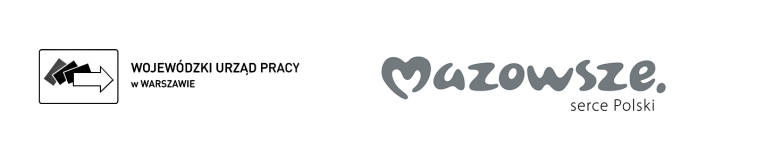 WOJEWÓDZKI URZĄD PRACY
w WARSZAWIE
mazowsze.
serce Polski